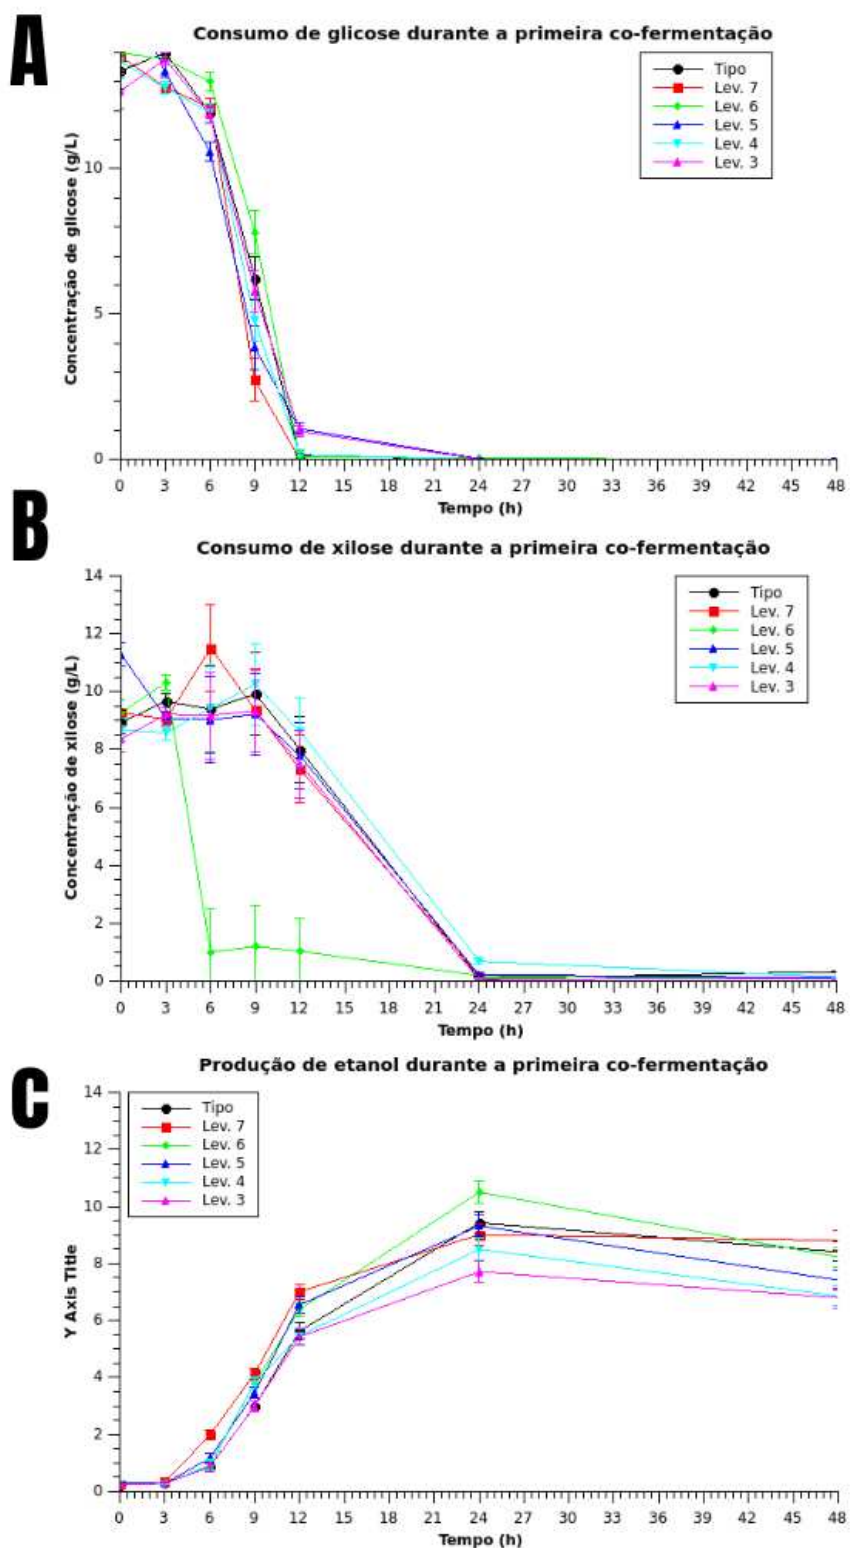 A
Consumo de glicose durante a primeira co-fermentação
Tipo
Lev. 7
Lev. 6
Lev. 5
Lev. 4
Lev. 3
Concentração de glicose (g/L)
10
5
0
0 3 6 9 12 15 18 21 24 27 30 33 36 39 42 45 48
Tempo (h)
B
Consumo de xilose durante a primeira co-fermentação
Tipo
Lev. 7
Lev. 6
Lev. 5
Lev. 4
Lev. 3
Concentração de xilose (g/L)
14
12
10
8
6
4
2
0
0 3 6 9 12 15 18 21 24 27 30 33 36 39 42 45 48
Tempo (h)
C
Produção de etanol durante a primeira co-fermentação
Tipo
Lev. 7
Lev. 6
Lev. 5
Lev. 4
Lev. 3
Y Axis Title
14
12
10
8
6
4
2
0
0 3 6 9 12 15 18 21 24 27 30 33 36 39 42 45 48
Tempo (h)